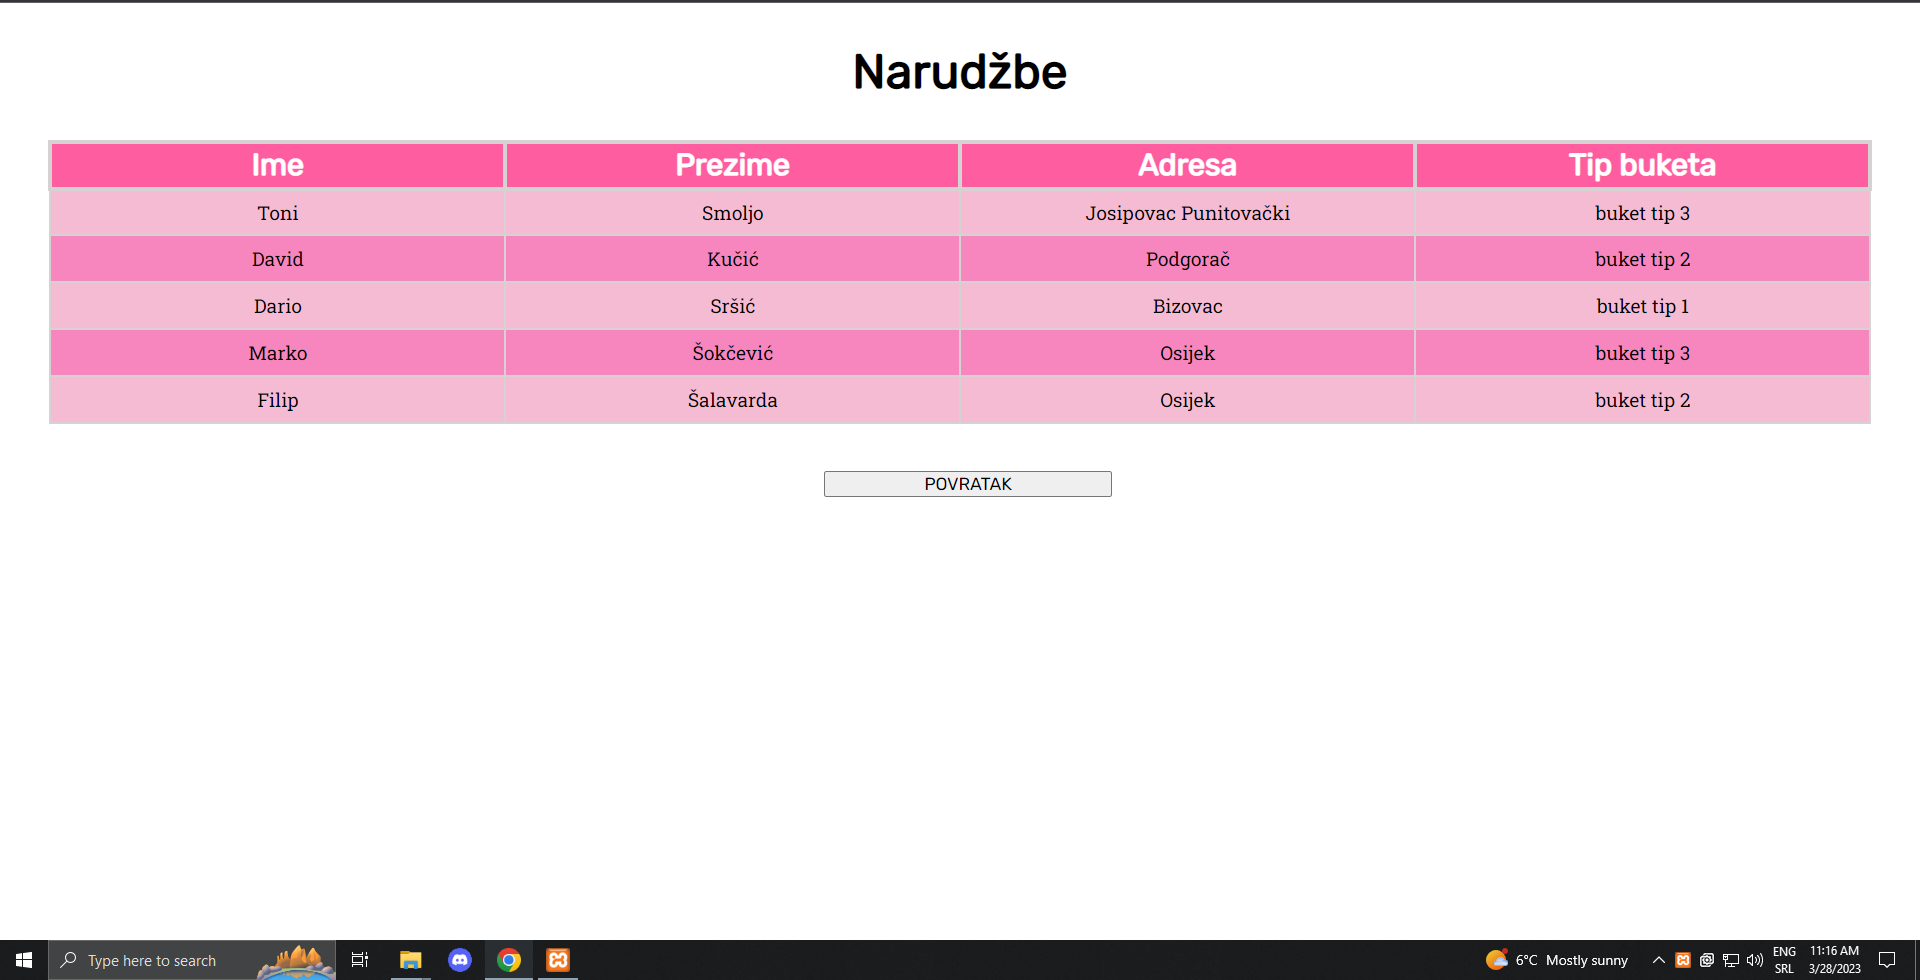 Narudžbe
Ime Prezime Adresa Tip buketa
Toni Smoljo Josipovac Punitovački buket tip 3
David Kučić Podgorač buket tip 2
Dario Sršić Bizovac buket tip 1
Marko Šokčević Osijek buket tip 3
Filip Šalavarda Osijek buket tip 2
POVRATAK
Type here to search 6°C Mostly sunny ENG 11:16 AM
SRL 3/28/2023